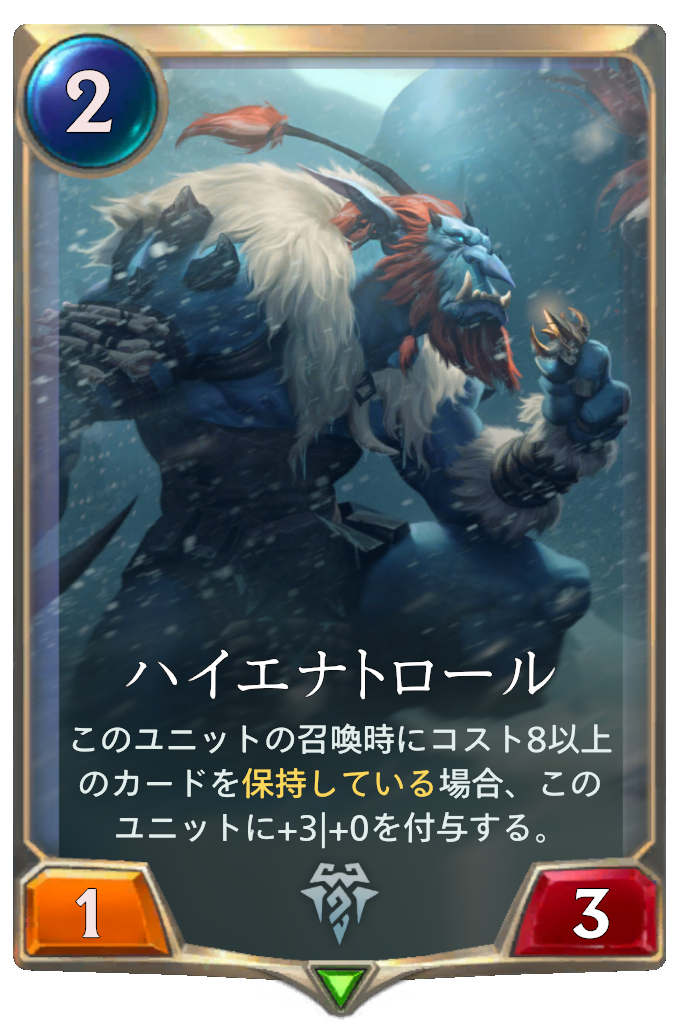 2
ハイエナトロール
このユニットの召喚時にコスト8以上
のカードを保持している場合、この
ユニットに+3|+0を付与する。
1
3